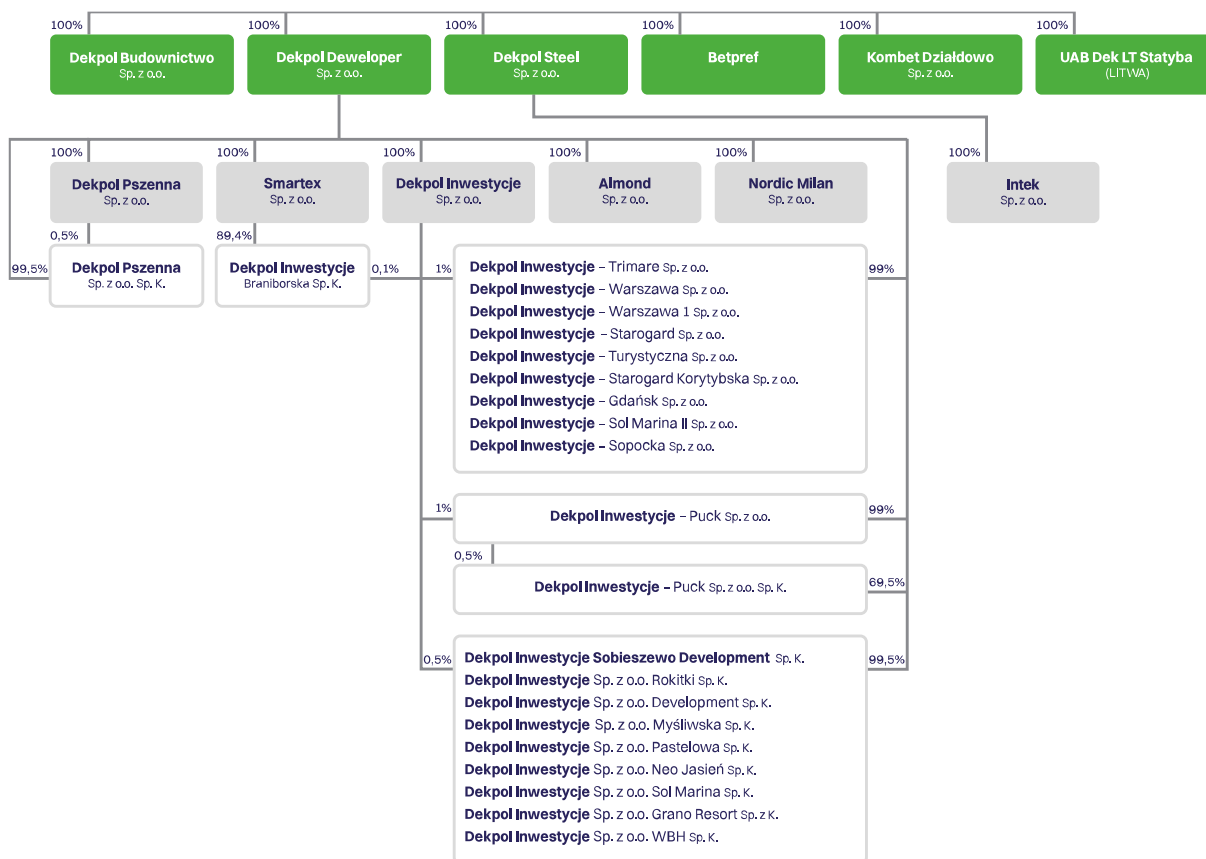 100% 100% 100% 100% 100% 100%
Dekpol Budownictwo
Sp. z o.o.
Dekpol Deweloper
Sp. z o.o.
Dekpol Steel
Sp. z o.o.
Betpref
Kombet Działdowo
Sp. z o.o.
UAB Dek LT Statyba
(LITWA)
100% 100% 100% 100% 100% 100%
Dekpol Pszenna
Sp. z o.o.
Smartex
Sp. z o.o.
Dekpol Inwestycje
Sp. z o.o.
Almond
Sp. z o.o.
Nordic Milan
Sp. z o.o.
Intek
Sp. z o.o.
0,5%
89,4%
99,5%
Dekpol Pszenna
Sp. z o.o. Sp. K.
Dekpol Inwestycje
Braniborska Sp. K.
0,1%
1%
Dekpol Inwestycje – Trimare Sp. z o.o.
Dekpol Inwestycje – Warszawa Sp. z o.o.
Dekpol Inwestycje – Warszawa 1 Sp. z o.o.
Dekpol Inwestycje – Starogard Sp. z o.o.
Dekpol Inwestycje – Turystyczna Sp. z o.o.
Dekpol Inwestycje – Starogard Korytybska Sp. z o.o.
Dekpol Inwestycje – Gdańsk Sp. z o.o.
Dekpol Inwestycje – Sol Marina II Sp. z o.o.
Dekpol Inwestycje – Sopocka Sp. z o.o.
99%
1%
Dekpol Inwestycje – Puck Sp. z o.o.
99%
0,5%
Dekpol Inwestycje – Puck Sp. z o.o. Sp. K.
69,5%
0,5%
Dekpol Inwestycje Sobieszewo Development Sp. K.
Dekpol Inwestycje Sp. z o.o. Rokitki Sp. K.
Dekpol Inwestycje Sp. z o.o. Development Sp. K.
Dekpol Inwestycje Sp. z o.o. Myśliwska Sp. K.
Dekpol Inwestycje Sp. z o.o. Pastelowa Sp. K.
Dekpol Inwestycje Sp. z o.o. Neo Jasień Sp. K.
Dekpol Inwestycje Sp. z o.o. Sol Marina Sp. K.
Dekpol Inwestycje Sp. z o.o. Grano Resort Sp. z K.
Dekpol Inwestycje Sp. z o.o. WBH Sp. K.
99,5%